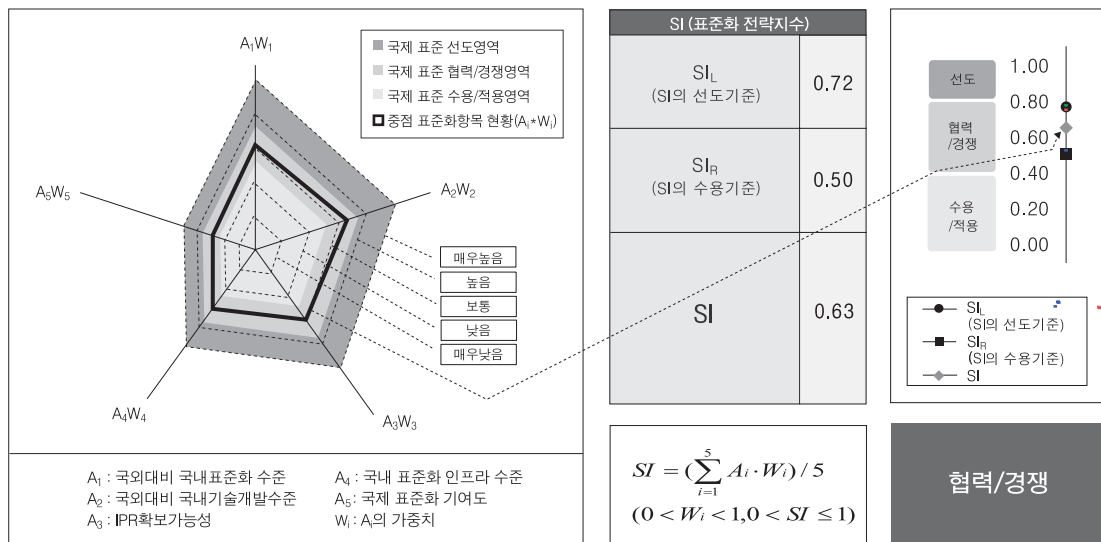 A₁W₁
A₂W₂
A₃W₃
A₄W₄
A₅W₅
국제 표준 선도영역
국제 표준 협력/경쟁영역
국제 표준 수용/적용영역
중점 표준화항목 현황(Aᵢ*Wᵢ)
매우높음
높음
보통
낮음
매우낮음
A₁ : 국외대비 국내표준화 수준
A₂ : 국외대비 국내기술개발수준
A₃ : IPR확보가능성
A₄ : 국내 표준화 인프라 수준
A₅ : 국제 표준화 기여도
Wᵢ : Aᵢ의 가중치
SI (표준화 전략지수)
SI_L
(SI의 선도기준)
0.72
SI_R
(SI의 수용기준)
0.50
SI
0.63
SI = (∑_{i=1}^{5} Aᵢ · Wᵢ) / 5
(0 < Wᵢ < 1, 0 < SI ≤ 1)
선도
협력
/경쟁
수용
/적용
1.00
0.80
0.60
0.40
0.20
0.00
SI_L
(SI의 선도기준)
SI_R
(SI의 수용기준)
SI
협력/경쟁